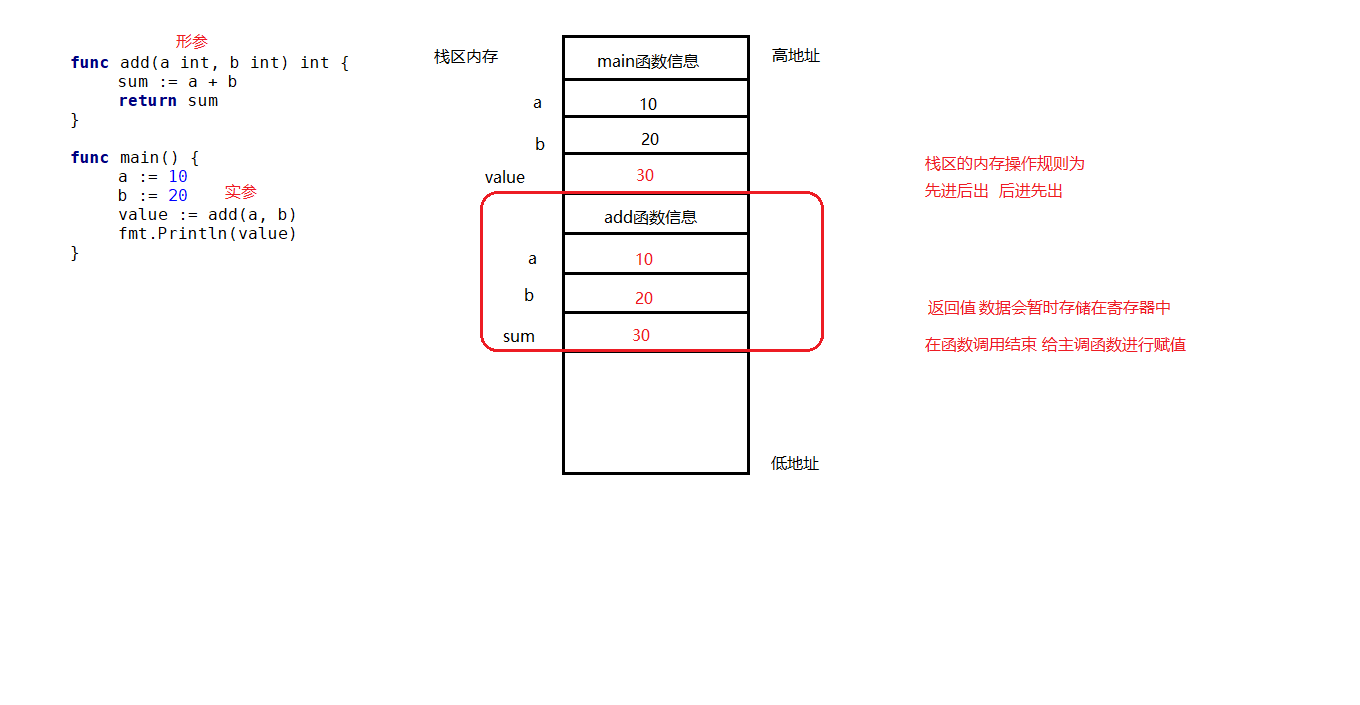 形参
func add(a int, b int) int {
sum := a + b
return sum
}
func main() {
a := 10
b := 20
实参
value := add(a, b)
fmt.Println(value)
}
栈区内存
main函数信息
高地址
a
10
b
20
value
30
add函数信息
a
10
b
20
sum
30
低地址
栈区的内存操作规则为
先进后出 后进先出
返回值 数据会暂时存储在寄存器中
在函数调用结束 给主调函数进行赋值